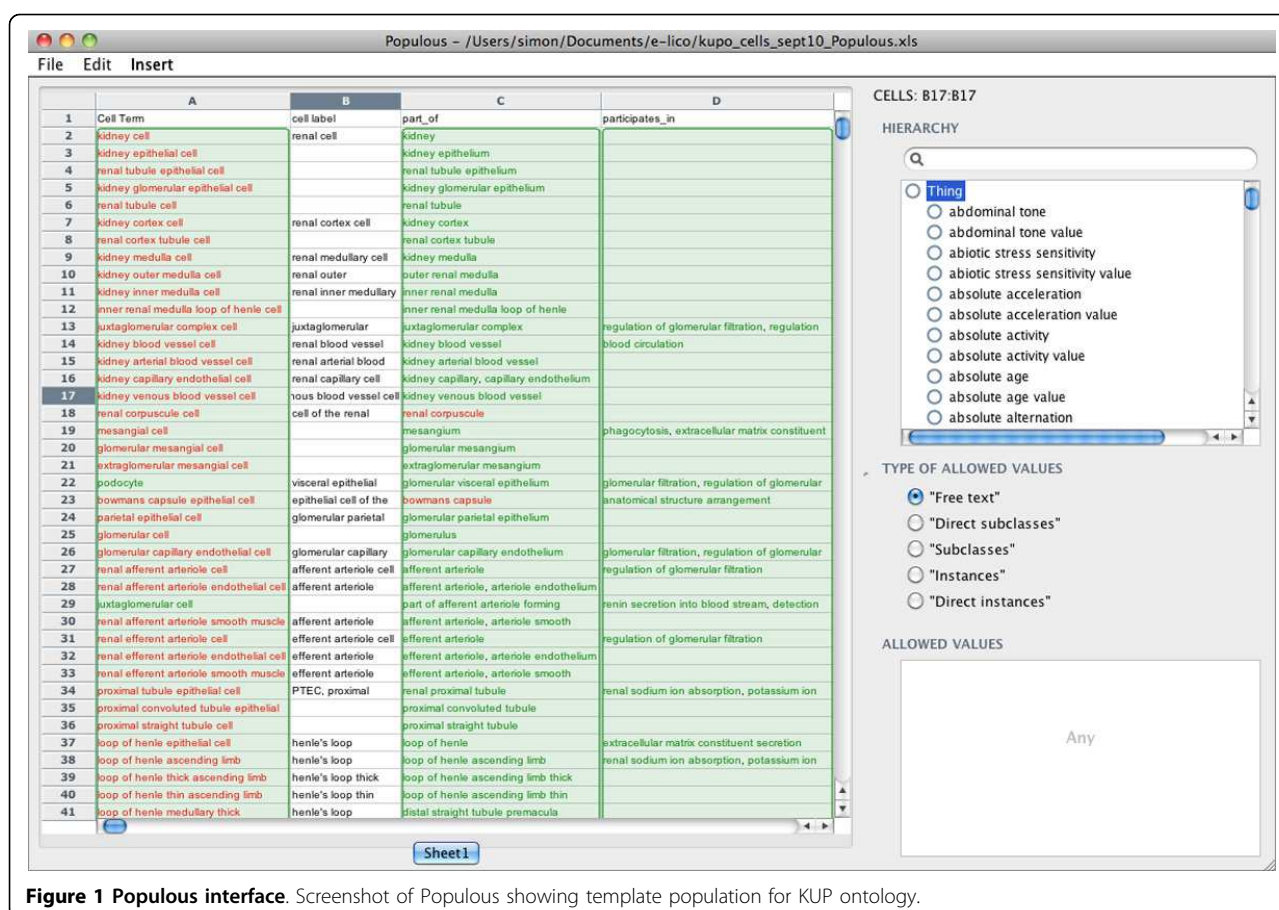 Populous – /Users/simon/Documents/e-lico/kupo_cells_sept10_Populous.xls
File Edit Insert
A B C D
1 Cell Term cell label part_of participates_in
2 kidney cell renal cell kidney
3 kidney epithelial cell kidney epithelium
4 renal tubule epithelial cell renal tubule epithelium
5 kidney glomerular epithelial cell kidney glomerular epithelium
6 renal tubule cell renal tubule
7 kidney cortex cell renal cortex cell kidney cortex
8 renal cortex tubule cell renal cortex tubule
9 kidney medulla cell renal medullary cell kidney medulla
10 kidney outer medulla cell renal outer outer renal medulla
11 kidney inner medulla cell renal inner medullary inner renal medulla
12 inner renal medulla loop of henle cell inner renal medulla loop of henle
13 juxtaglomerular complex cell juxtaglomerular juxtaglomerular complex regulation of glomerular filtration, regulation
14 kidney blood vessel cell renal blood vessel kidney blood vessel blood circulation
15 kidney arterial blood vessel cell renal arterial blood kidney arterial blood vessel
16 kidney capillary endothelial cell renal capillary cell kidney capillary, capillary endothelium
17 kidney venous blood vessel cell nous blood vessel cell kidney venous blood vessel
18 renal corpuscule cell cell of the renal renal corpuscule
19 mesangial cell mesangium phagocytosis, extracellular matrix constituent
20 glomerular mesangial cell glomerular mesangium
21 extraglomerular mesangial cell extraglomerular mesangium
22 podocyte visceral epithelial glomerular visceral epithelium glomerular filtration, regulation of glomerular
23 bowmans capsule epithelial cell epithelial cell of the bowmans capsule anatomical structure arrangement
24 parietal epithelial cell glomerular parietal glomerular parietal epithelium
25 glomerular cell glomerulus
26 glomerular capillary endothelial cell glomerular capillary glomerular capillary endothelium glomerular filtration, regulation of glomerular
27 renal afferent arteriole cell afferent arteriole cell afferent arteriole regulation of glomerular filtration
28 renal afferent arteriole endothelial cell afferent arteriole afferent arteriole, arteriole endothelium
29 juxtaglomerular cell part of afferent arteriole forming renin secretion into blood stream, detection
30 renal afferent arteriole smooth muscle afferent arteriole afferent arteriole, arteriole smooth
31 renal efferent arteriole cell efferent arteriole cell efferent arteriole regulation of glomerular filtration
32 renal efferent arteriole endothelial cell efferent arteriole efferent arteriole, arteriole endothelium
33 renal efferent arteriole smooth muscle efferent arteriole efferent arteriole, arteriole smooth
34 proximal tubule epithelial cell PTEC, proximal renal proximal tubule renal sodium ion absorption, potassium ion
35 proximal convoluted tubule epithelial proximal convoluted tubule
36 proximal straight tubule cell proximal straight tubule
37 loop of henle epithelial cell henle's loop loop of henle extracellular matrix constituent secretion
38 loop of henle ascending limb henle's loop loop of henle ascending limb renal sodium ion absorption, potassium ion
39 loop of henle thick ascending limb henle's loop thick loop of henle ascending limb thick
40 loop of henle thin ascending limb henle's loop thin loop of henle ascending limb thin
41 loop of henle medullary thick henle's loop distal straight tubule premacula
Sheet1
CELLS: B17:B17
HIERARCHY
Thing
abdominal tone
abdominal tone value
abiotic stress sensitivity
abiotic stress sensitivity value
absolute acceleration
absolute acceleration value
absolute activity
absolute activity value
absolute age
absolute age value
absolute alternation
TYPE OF ALLOWED VALUES
"Free text"
"Direct subclasses"
"Subclasses"
"Instances"
"Direct instances"
ALLOWED VALUES
Any
Figure 1 Populous interface. Screenshot of Populous showing template population for KUP ontology.